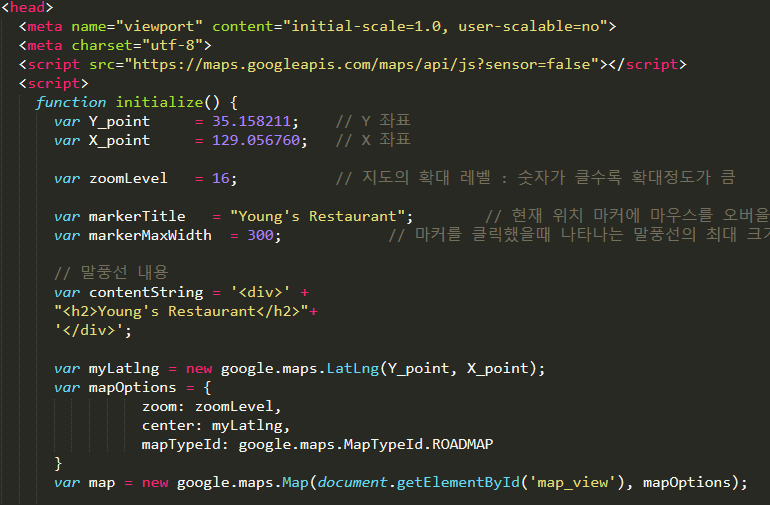 <head>
<meta name="viewport" content="initial-scale=1.0, user-scalable=no">
<meta charset="utf-8">
<script src="https://maps.googleapis.com/maps/api/js?sensor=false"></script>
<script>
function initialize() {
var Y_point     = 35.158211;    // Y 좌표
var X_point     = 129.056760;   // X 좌표
var zoomLevel   = 16;           // 지도의 확대 레벨 : 숫자가 클수록 확대정도가 큼
var markerTitle   = "Young's Restaurant";        // 현재 위치 마커에 마우스를 오버을
var markerMaxWidth  = 300;            // 마커를 클릭했을때 나타나는 말풍선의 최대
// 말풍선 내용
var contentString = '<div>' +
"<h2>Young's Restaurant</h2>"+
'</div>';
var myLatlng = new google.maps.LatLng(Y_point, X_point);
var mapOptions = {
zoom: zoomLevel,
center: myLatlng,
mapTypeId: google.maps.MapTypeId.ROADMAP
}
var map = new google.maps.Map(document.getElementById('map_view'), mapOptions);